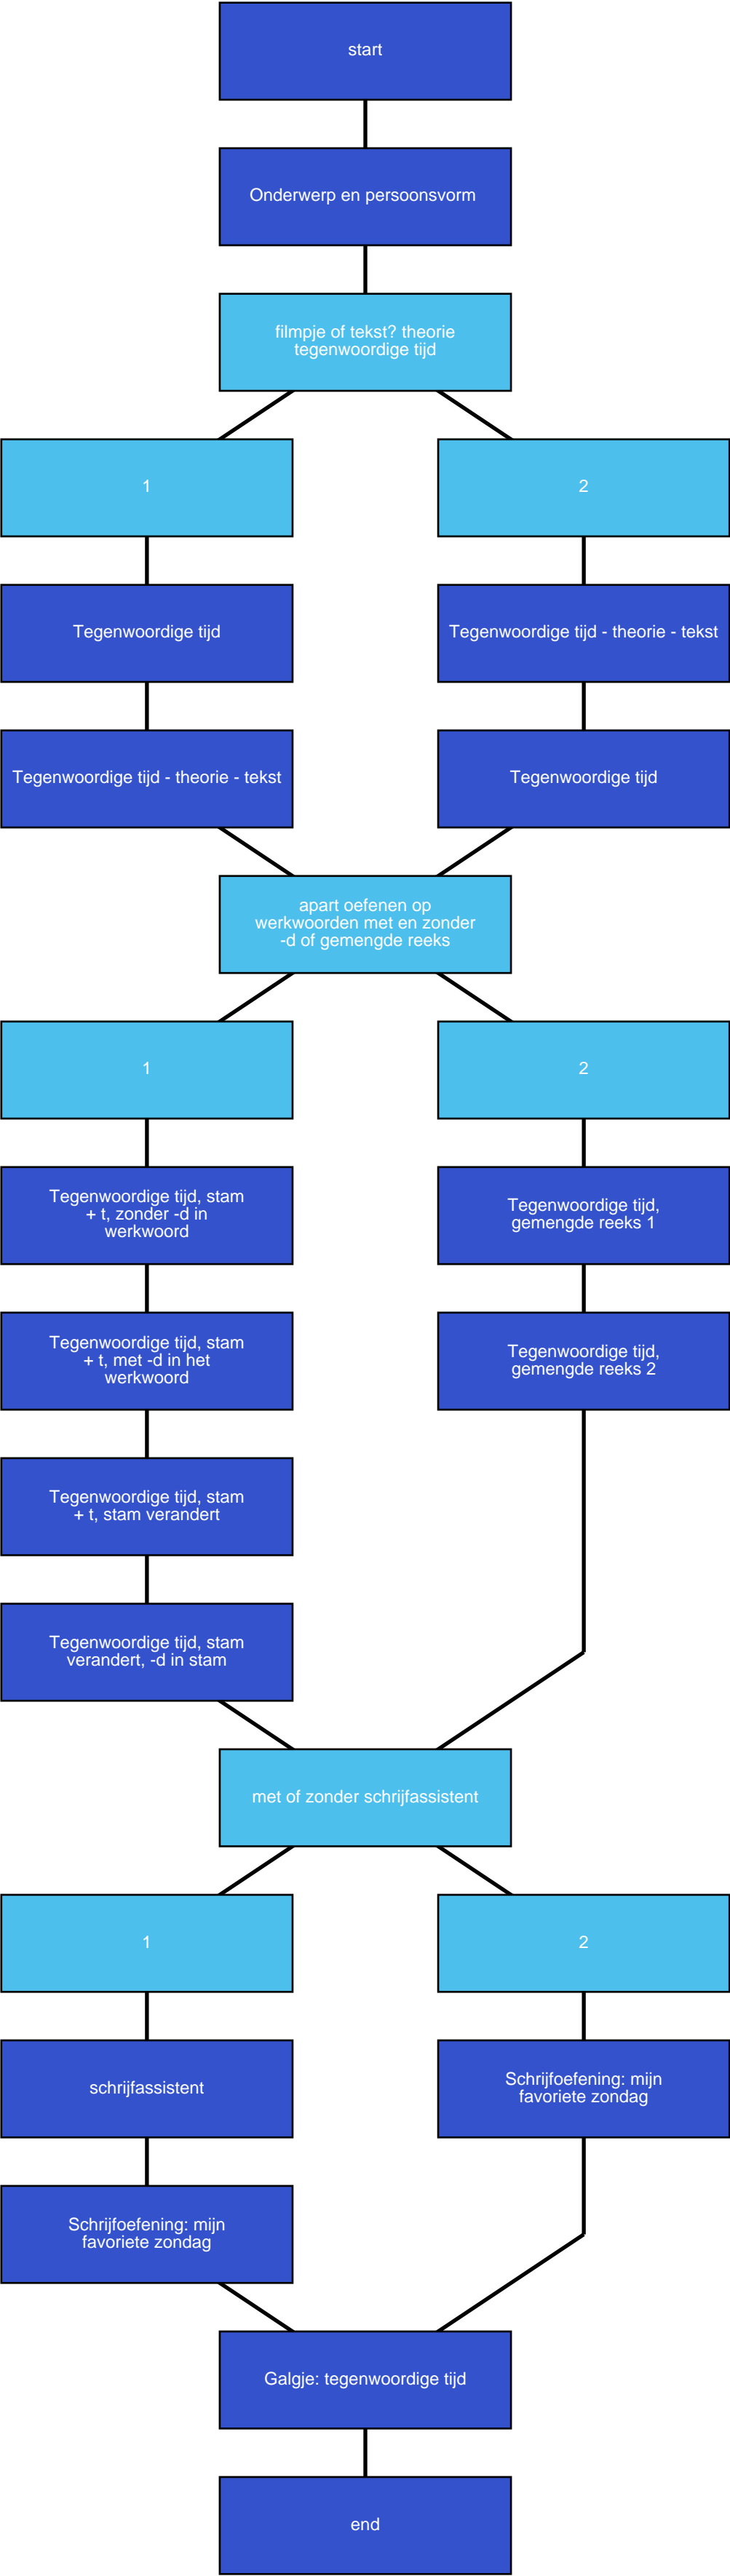 start
Onderwerp en persoonsvorm
filmpje of tekst? theorie
tegenwoordige tijd
1
2
Tegenwoordige tijd
Tegenwoordige tijd - theorie - tekst
Tegenwoordige tijd - theorie - tekst
Tegenwoordige tijd
apart oefenen op
werkwoorden met en zonder
-d of gemengde reeks
1
2
Tegenwoordige tijd, stam
+ t, zonder -d in
werkwoord
Tegenwoordige tijd,
gemengde reeks 1
Tegenwoordige tijd, stam
+ t, met -d in het
werkwoord
Tegenwoordige tijd,
gemengde reeks 2
Tegenwoordige tijd, stam
+ t, stam verandert
Tegenwoordige tijd, stam
verandert, -d in stam
met of zonder schrijfassistent
1
2
schrijfassistent
Schrijfoefening: mijn
favoriete zondag
Schrijfoefening: mijn
favoriete zondag
Galgje: tegenwoordige tijd
end